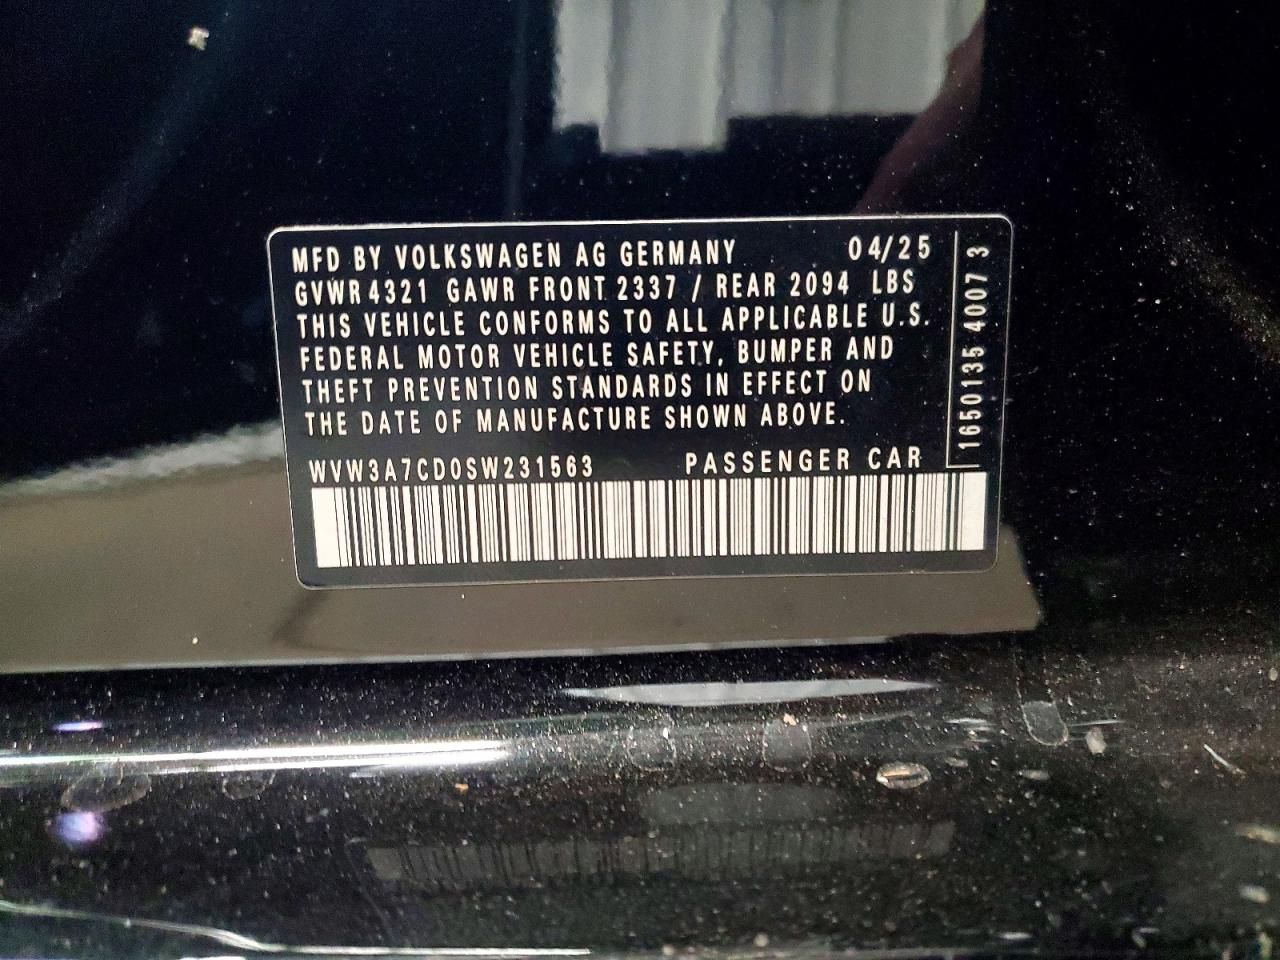 MFD BY VOLKSWAGEN AG GERMANY 04/25
GVWR 4321 GAWR FRONT 2337 / REAR 2094 LBS
THIS VEHICLE CONFORMS TO ALL APPLICABLE U.S.
FEDERAL MOTOR VEHICLE SAFETY, BUMPER AND
THEFT PREVENTION STANDARDS IN EFFECT ON
THE DATE OF MANUFACTURE SHOWN ABOVE.
WVW3A7CD0SW231563 PASSENGER CAR
1650135 4007 3